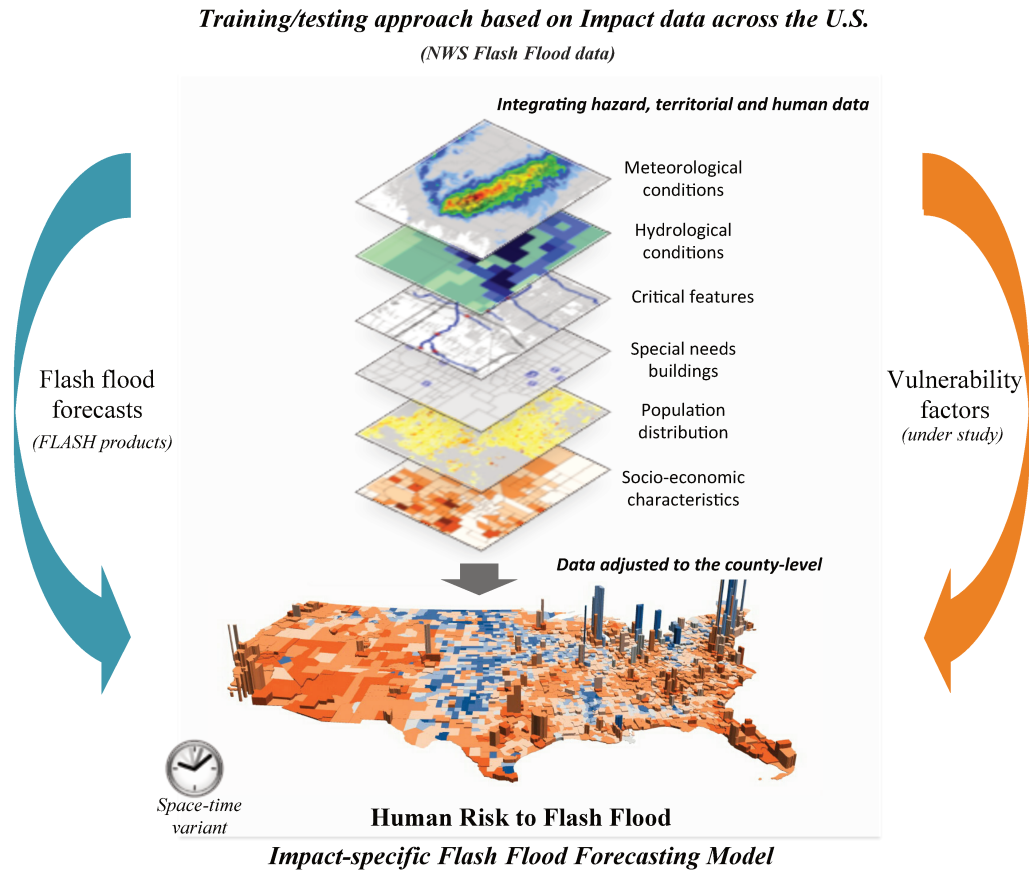 Training/testing approach based on Impact data across the U.S.
(NWS Flash Flood data)
Integrating hazard, territorial and human data
Meteorological
conditions
Hydrological
conditions
Critical features
Special needs
buildings
Population
distribution
Socio-economic
characteristics
Flash flood
forecasts
(FLASH products)
Vulnerability
factors
(under study)
Data adjusted to the county-level
Space-time
variant
Human Risk to Flash Flood
Impact-specific Flash Flood Forecasting Model